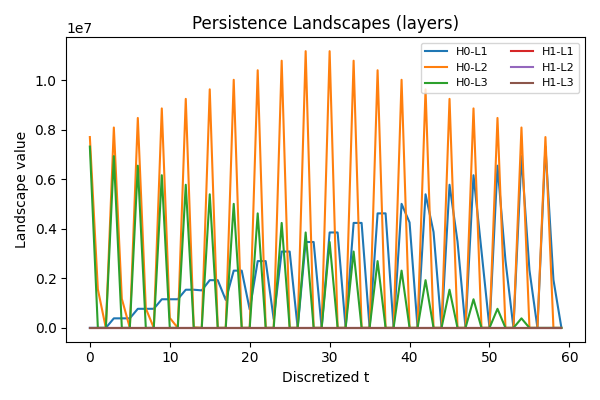 Persistence Landscapes (layers)
1e7
H0-L1 H1-L1
H0-L2 H1-L2
H0-L3 H1-L3
1.0
0.8
0.6
0.4
0.2
0.0
Landscape value
0 10 20 30 40 50 60
Discretized t